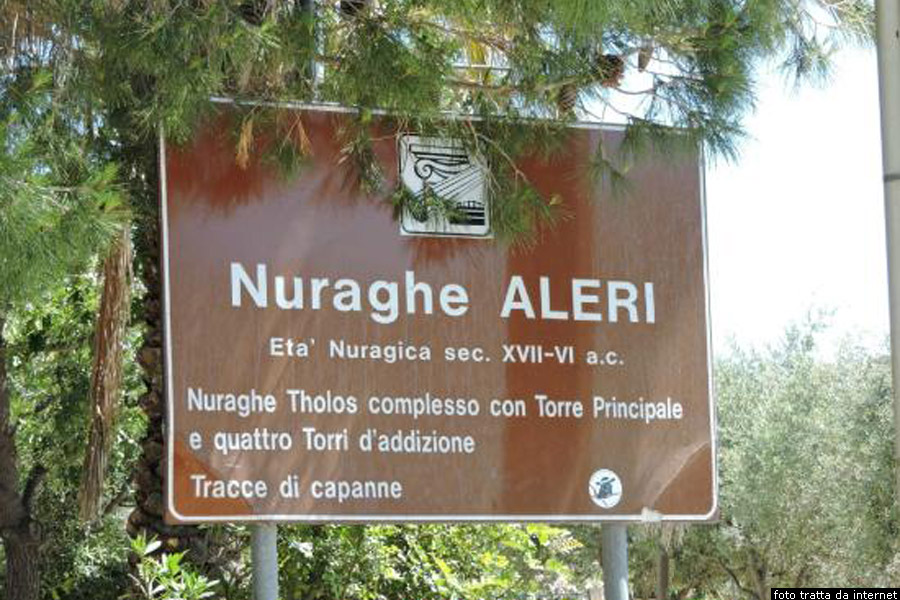 Nuraghe ALERI
Eta' Nuragica sec. XVII-VI a.c.
Nuraghe Tholos complesso con Torre Principale
e quattro Torri d'addizione
Tracce di capanne
foto tratta da internet